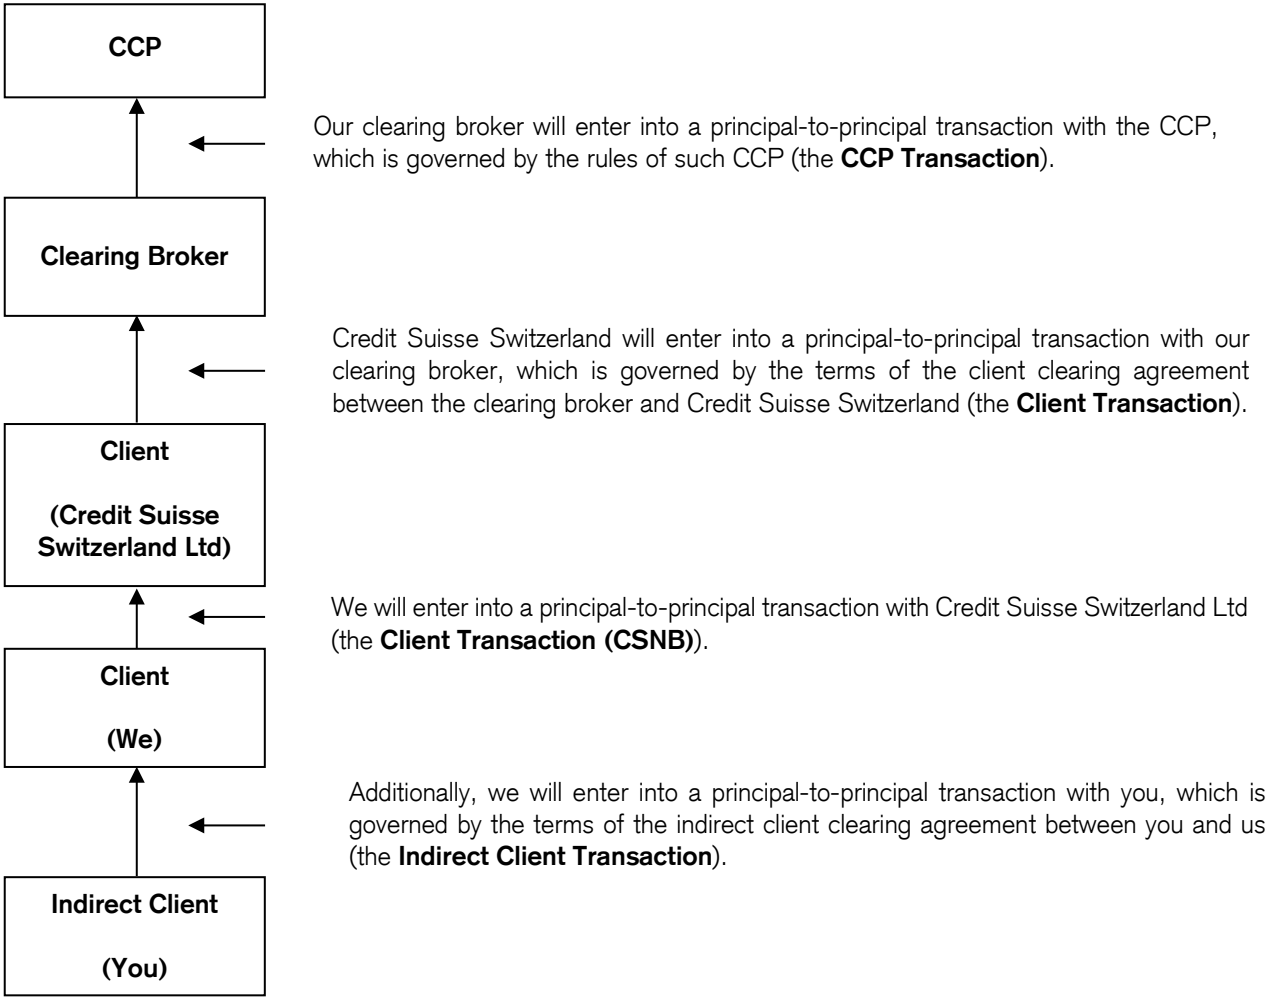 CCP
Our clearing broker will enter into a principal-to-principal transaction with the CCP,
which is governed by the rules of such CCP (the CCP Transaction).
Clearing Broker
Credit Suisse Switzerland will enter into a principal-to-principal transaction with our
clearing broker, which is governed by the terms of the client clearing agreement
between the clearing broker and Credit Suisse Switzerland (the Client Transaction).
Client
(Credit Suisse
Switzerland Ltd)
We will enter into a principal-to-principal transaction with Credit Suisse Switzerland Ltd
(the Client Transaction (CSNB)).
Client
(We)
Additionally, we will enter into a principal-to-principal transaction with you, which is
governed by the terms of the indirect client clearing agreement between you and us
(the Indirect Client Transaction).
Indirect Client
(You)